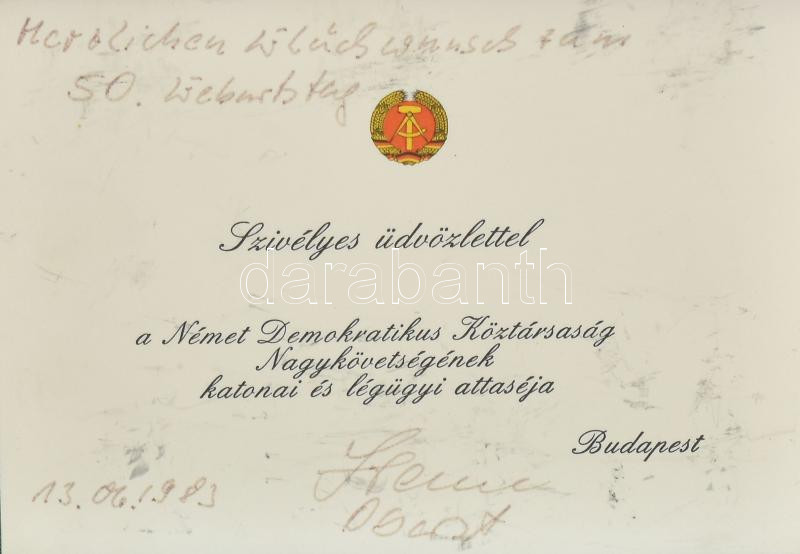 Herzlichen Glückwunsch zum
50. Geburtstag
Szivélyes üdvözlettel
darabanth
a Német Demokratikus Köztársaság
Nagykövetségének
katonai és légügyi attaséja
Budapest
13.06.1983
Oberst